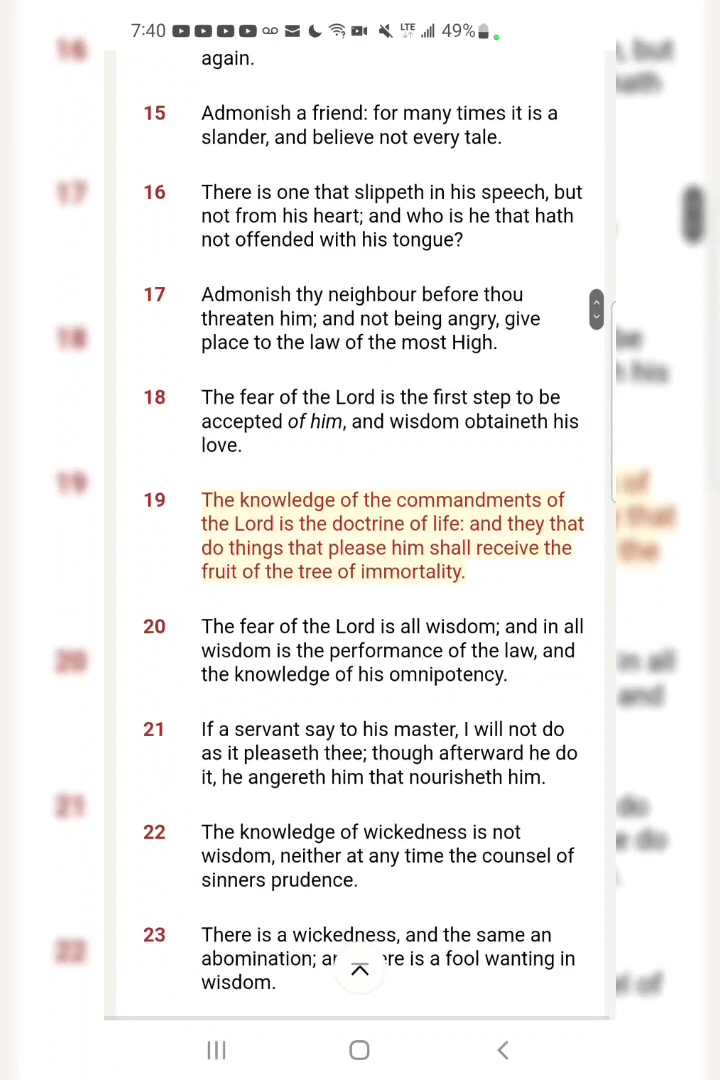 7:40 LTE 49%
again.
15 Admonish a friend: for many times it is a
slander, and believe not every tale.
16 There is one that slippeth in his speech, but
not from his heart; and who is he that hath
not offended with his tongue?
17 Admonish thy neighbour before thou
threaten him; and not being angry, give
place to the law of the most High.
18 The fear of the Lord is the first step to be
accepted of him, and wisdom obtaineth his
love.
19 The knowledge of the commandments of
the Lord is the doctrine of life: and they that
do things that please him shall receive the
fruit of the tree of immortality.
20 The fear of the Lord is all wisdom; and in all
wisdom is the performance of the law, and
the knowledge of his omnipotency.
21 If a servant say to his master, I will not do
as it pleaseth thee; though afterward he do
it, he angereth him that nourisheth him.
22 The knowledge of wickedness is not
wisdom, neither at any time the counsel of
sinners prudence.
23 There is a wickedness, and the same an
abomination; is a fool wanting in
wisdom.